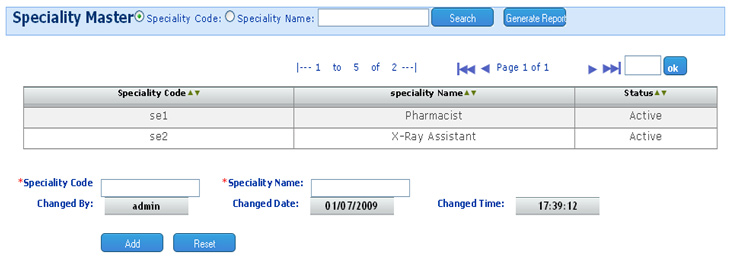 Speciality Master Speciality Code: Speciality Name: Search Generate Report
|--- 1 to 5 of 2 ---| Page 1 of 1 ok
Speciality Code speciality Name Status
se1 Pharmacist Active
se2 X-Ray Assistant Active
*Speciality Code *Speciality Name:
Changed By: admin Changed Date: 01/07/2009 Changed Time: 17:39:12
Add Reset